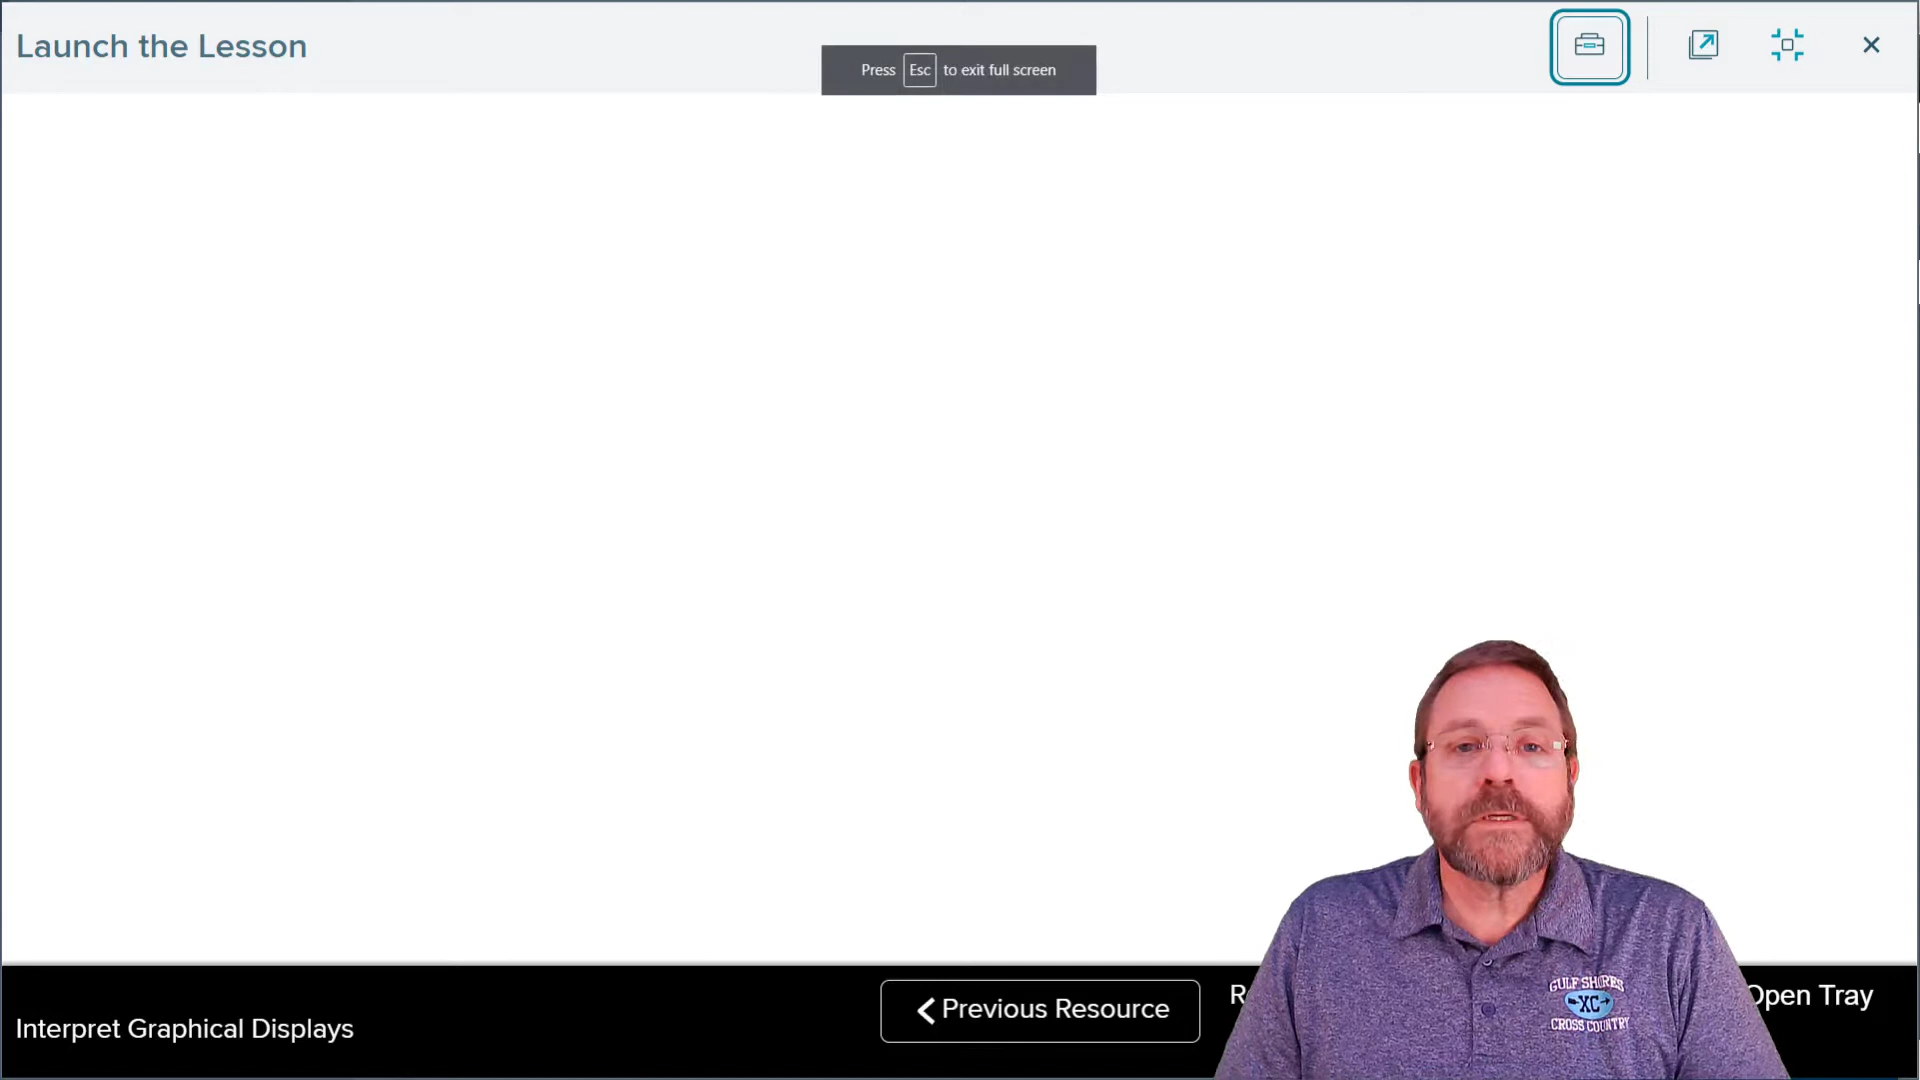 Launch the Lesson
Press Esc to exit full screen
Previous Resource
Open Tray
Interpret Graphical Displays
GULF SHORES
XC
CROSS COUNTRY